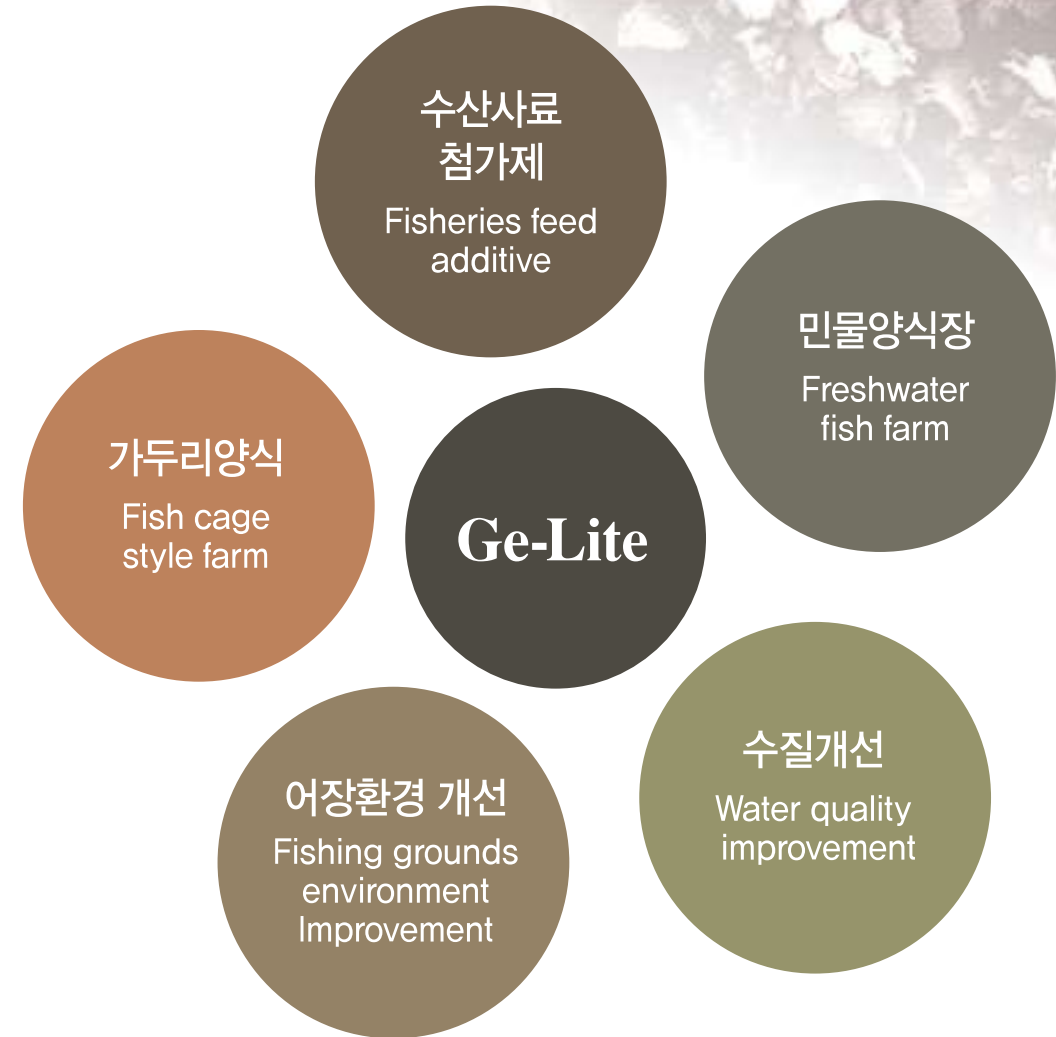 수산사료
첨가제
Fisheries feed
additive
민물양식장
Freshwater
fish farm
가두리양식
Fish cage
style farm
Ge-Lite
수질개선
Water quality
improvement
어장환경 개선
Fishing grounds
environment
Improvement